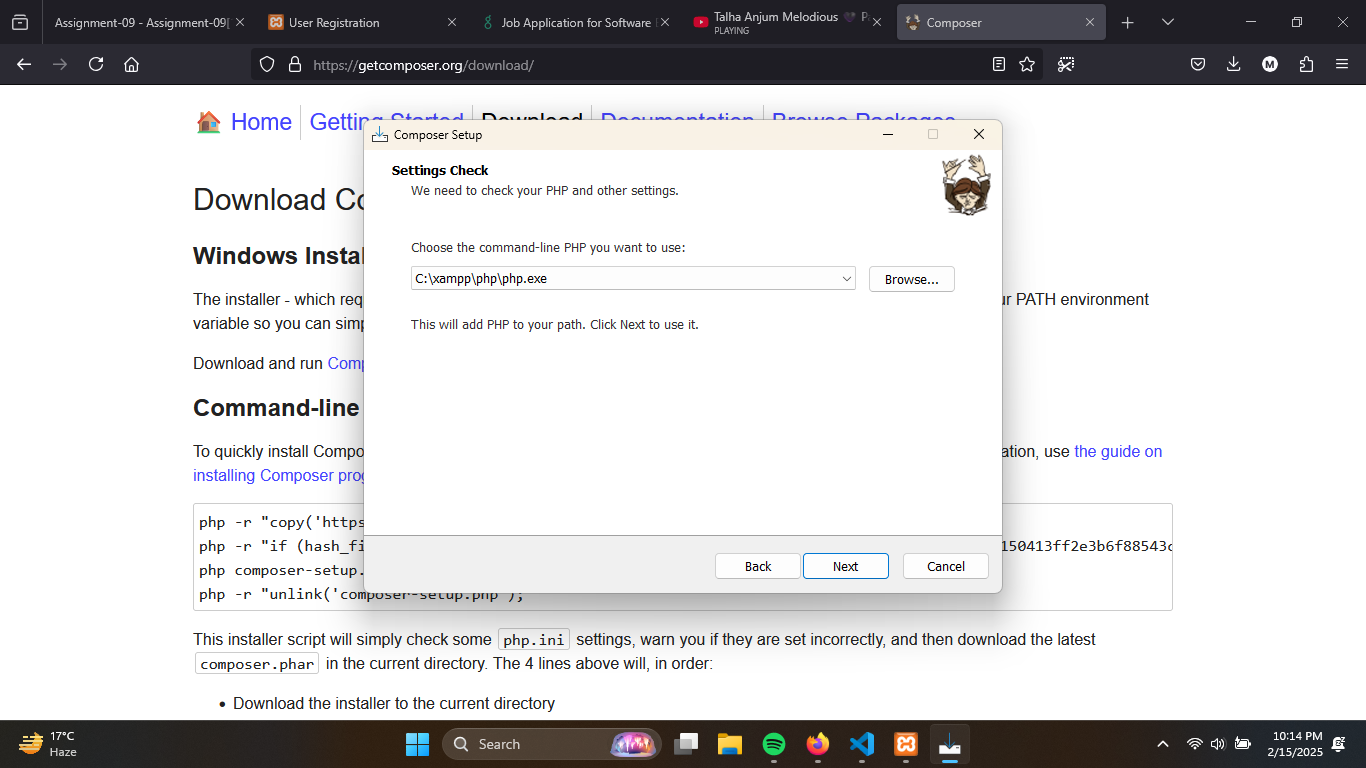 Assignment-09 - Assignment-09[
User Registration
Job Application for Software
Talha Anjum Melodious 🖤
PLAYING
Composer
https://getcomposer.org/download/
M
Home
Getting Started
Download
Documentation
Browse Packages
Composer Setup
Settings Check
We need to check your PHP and other settings.
Choose the command-line PHP you want to use:
C:\xampp\php\php.exe
Browse...
This will add PHP to your path. Click Next to use it.
Back
Next
Cancel
Download Co
Windows Instal
The installer - which req
ur PATH environment
variable so you can simp
Download and run Comp
Command-line
To quickly install Compo
ation, use the guide on
installing Composer prog
php -r "copy('https
php -r "if (hash_fi
150413ff2e3b6f88543c
php composer-setup.
php -r "unlink('composer-setup.php');
This installer script will simply check some php.ini settings, warn you if they are set incorrectly, and then download the latest
composer.phar in the current directory. The 4 lines above will, in order:
• Download the installer to the current directory
17°C
Haze
Search
10:14 PM
2/15/2025